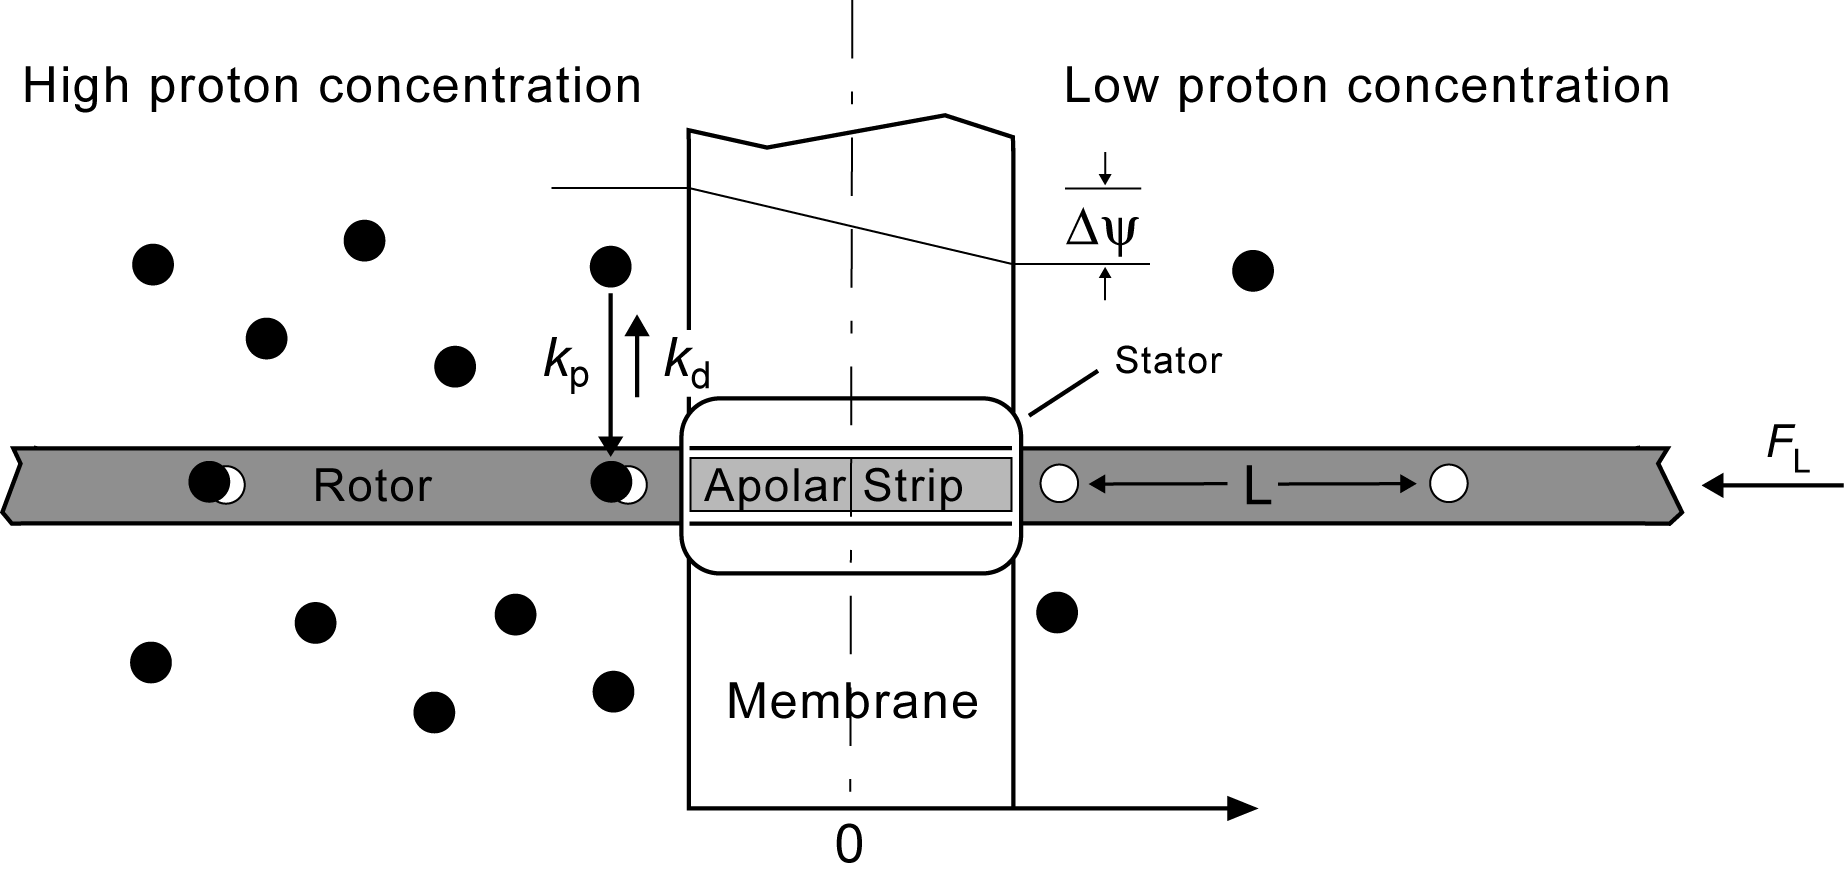 High proton concentration
Low proton concentration
Δψ
kp
kd
Stator
FL
Rotor
Apolar Strip
L
Membrane
0